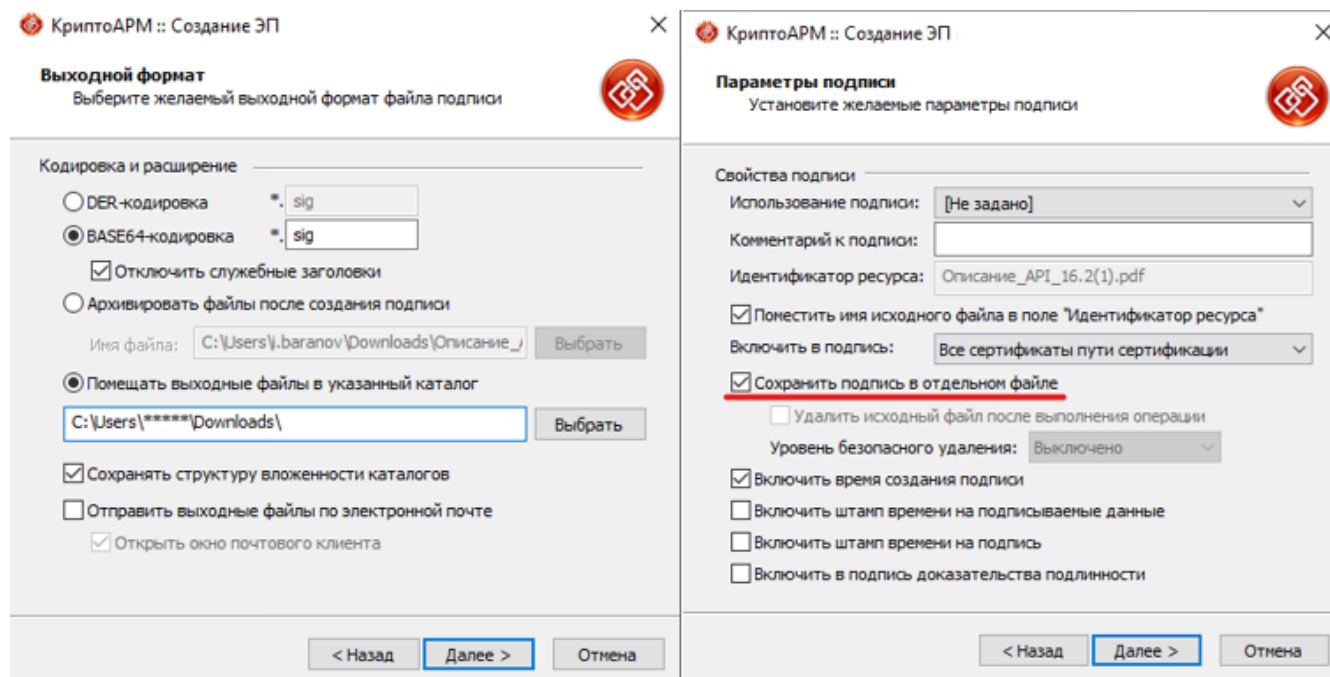 КриптоАРМ :: Создание ЭП
Выходной формат
Выберите желаемый выходной формат файла подписи
Кодировка и расширение
DER-кодировка *. sig
BASE64-кодировка *. sig
Отключить служебные заголовки
Архивировать файлы после создания подписи
Имя файла: C:\Users\i.baranov\Downloads\Описание_ Выбрать
Помещать выходные файлы в указанный каталог
C:\Users\*****\Downloads\ Выбрать
Сохранять структуру вложенности каталогов
Отправить выходные файлы по электронной почте
Открыть окно почтового клиента
< Назад Далее > Отмена
КриптоАРМ :: Создание ЭП
Параметры подписи
Установите желаемые параметры подписи
Свойства подписи
Использование подписи: [Не задано]
Комментарий к подписи:
Идентификатор ресурса: Описание_API_16.2(1).pdf
Поместить имя исходного файла в поле "Идентификатор ресурса"
Включить в подпись: Все сертификаты пути сертификации
Сохранить подпись в отдельном файле
Удалить исходный файл после выполнения операции
Уровень безопасного удаления: Выключено
Включить время создания подписи
Включить штамп времени на подписываемые данные
Включить штамп времени на подпись
Включить в подпись доказательства подлинности
< Назад Далее > Отмена